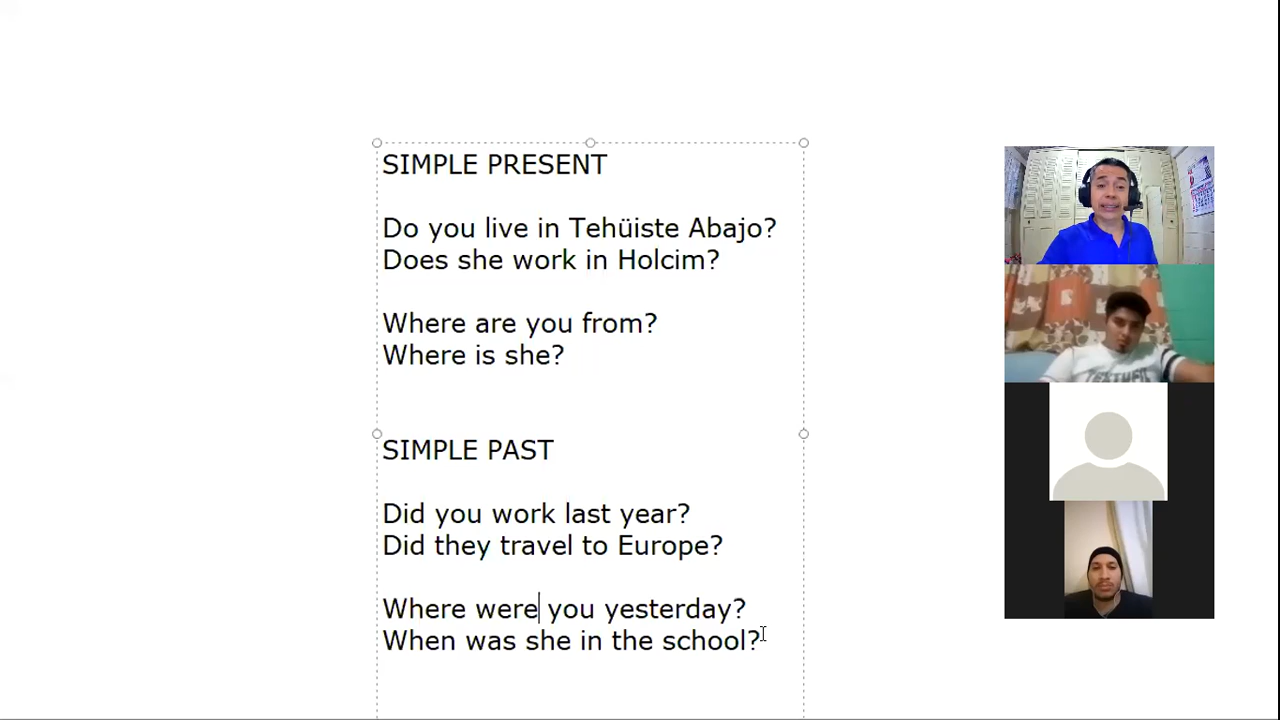 SIMPLE PRESENT
Do you live in Tehüiste Abajo?
Does she work in Holcim?
Where are you from?
Where is she?
SIMPLE PAST
Did you work last year?
Did they travel to Europe?
Where were you yesterday?
When was she in the school?